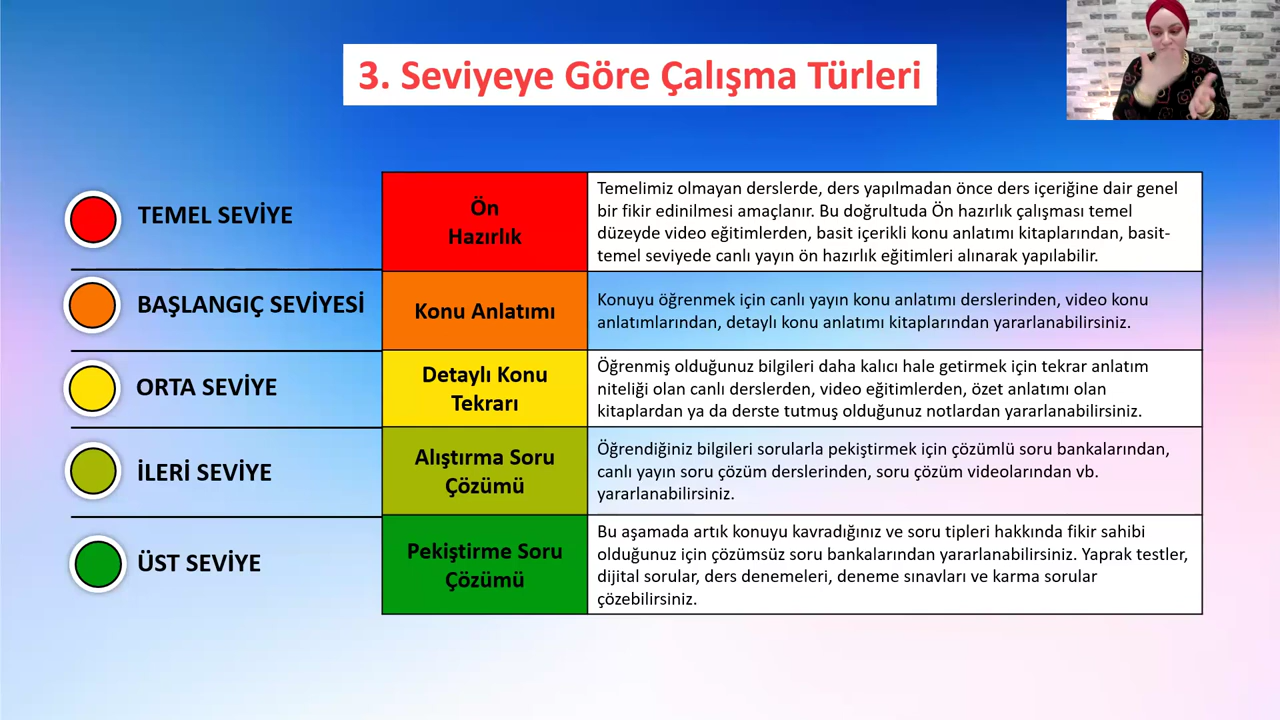 3. Seviyeye Göre Çalışma Türleri
TEMEL SEVİYE
Ön
Hazırlık
Temelimiz olmayan derslerde, ders yapılmadan önce ders içeriğine dair genel
bir fikir edinilmesi amaçlanır. Bu doğrultuda Ön hazırlık çalışması temel
düzeyde video eğitimlerden, basit içerikli konu anlatımı kitaplarından, basit-
temel seviyede canlı yayın ön hazırlık eğitimleri alınarak yapılabilir.
BAŞLANGIÇ SEVİYESİ
Konu Anlatımı
Konuyu öğrenmek için canlı yayın konu anlatımı derslerinden, video konu
anlatımlarından, detaylı konu anlatımı kitaplarından yararlanabilirsiniz.
ORTA SEVİYE
Detaylı Konu
Tekrarı
Öğrenmiş olduğunuz bilgileri daha kalıcı hale getirmek için tekrar anlatım
niteliği olan canlı derslerden, video eğitimlerden, özet anlatımı olan
kitaplardan ya da derste tutmuş olduğunuz notlardan yararlanabilirsiniz.
İLERİ SEVİYE
Alıştırma Soru
Çözümü
Öğrendiğiniz bilgileri sorularla pekiştirmek için çözümlü soru bankalarından,
canlı yayın soru çözüm derslerinden, soru çözüm videolarından vb.
yararlanabilirsiniz.
ÜST SEVİYE
Pekiştirme Soru
Çözümü
Bu aşamada artık konuyu kavradığınız ve soru tipleri hakkında fikir sahibi
olduğunuz için çözümsüz soru bankalarından yararlanabilirsiniz. Yaprak testler,
dijital sorular, ders denemeleri, deneme sınavları ve karma sorular
çözebilirsiniz.